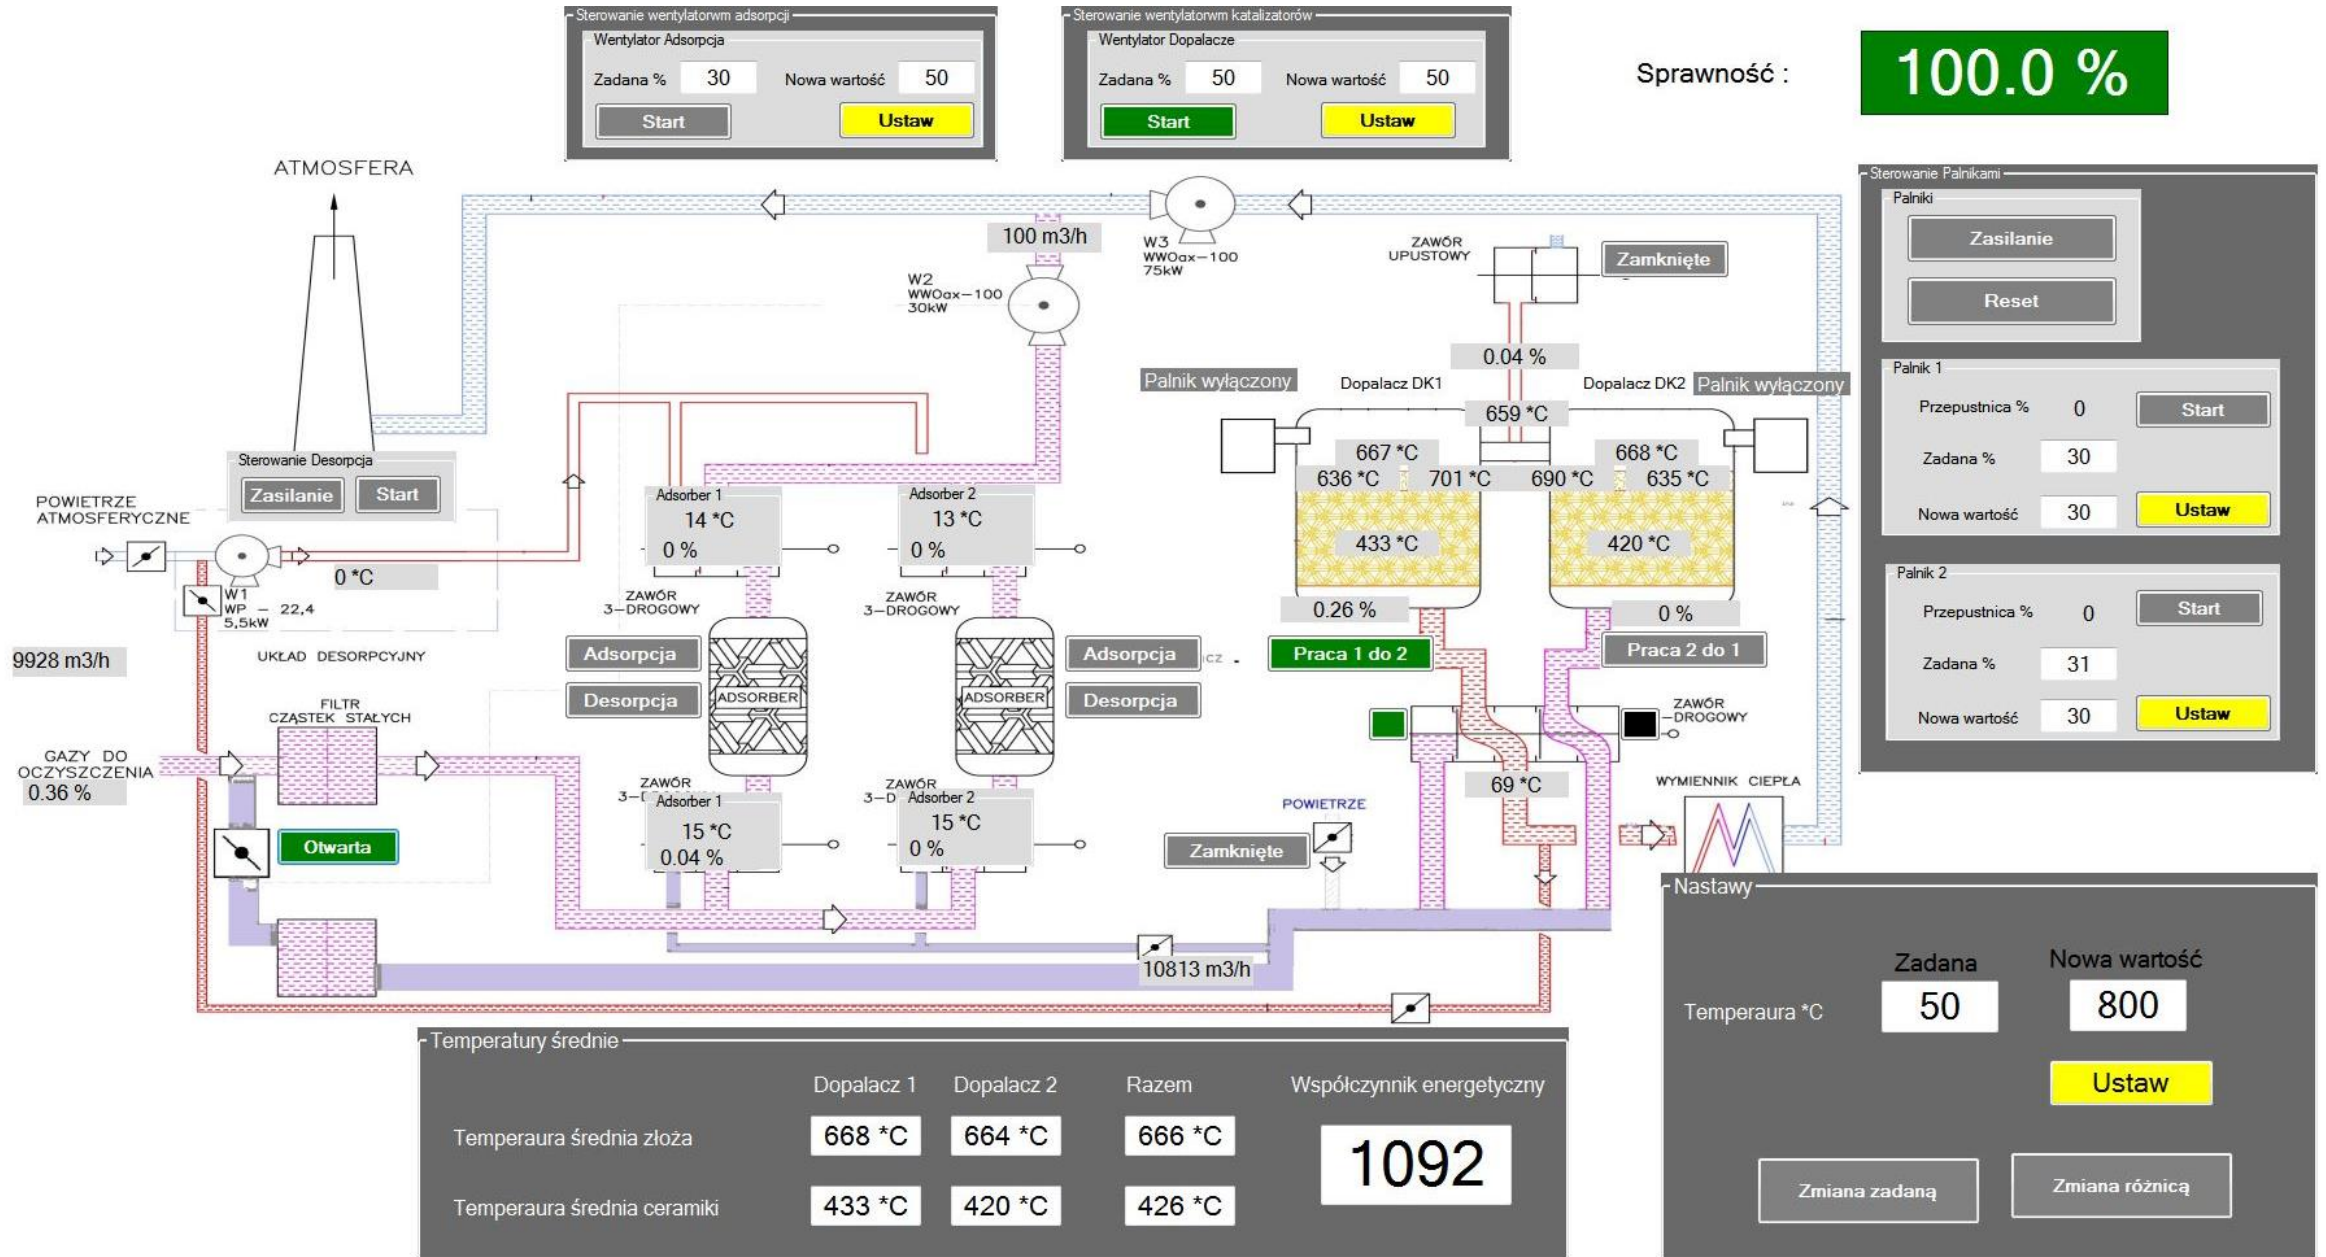 Sterowanie wentylatorwm adsorpcji
Wentylator Adsorpcja
Zadana % 30 Nowa wartość 50
Start Ustaw
Sterowanie wentylatorwm katalizatorów
Wentylator Dopalacze
Zadana % 50 Nowa wartość 50
Start Ustaw
Sprawność : 100.0 %
ATMOSFERA
100 m3/h
W3
WWOax-100
75kW
W2
WWOax-100
30kW
ZAWÓR
UPUSTOWY
Zamknięte
0.04 %
Palnik wyłączony
Dopalacz DK1
Dopalacz DK2
Palnik wyłączony
659 *C
667 *C
668 *C
636 *C
701 *C
690 *C
635 *C
433 *C
420 *C
0.26 %
0 %
Praca 1 do 2
Praca 2 do 1
ZAWÓR
-DROGOWY
69 *C
WYMIENNIK CIEPŁA
POWIETRZE
Zamknięte
10813 m3/h
Sterowanie Desorpcja
Zasilanie Start
POWIETRZE
ATMOSFERYCZNE
0 *C
W1
WP - 22,4
5,5kW
9928 m3/h
UKŁAD DESORPCYJNY
FILTR
CZĄSTEK STAŁYCH
GAZY DO
OCZYSZCZENIA
0.36 %
Otwarta
Adsorber 1
14 *C
0 %
Adsorber 2
13 *C
0 %
ZAWÓR
3-DROGOWY
ZAWÓR
3-DROGOWY
Adsorpcja
Desorpcja
ADSORBER
ADSORBER
Adsorpcja
Desorpcja
ICZ
ZAWÓR
3-D
Adsorber 1
15 *C
0.04 %
ZAWÓR
3-D
Adsorber 2
15 *C
0 %
Sterowanie Palnikami
Palniki
Zasilanie
Reset
Palnik 1
Przepustnica % 0 Start
Zadana % 30
Nowa wartość 30 Ustaw
Palnik 2
Przepustnica % 0 Start
Zadana % 31
Nowa wartość 30 Ustaw
Nastawy
Zadana Nowa wartość
Temperaura *C 50 800
Ustaw
Zmiana zadaną Zmiana różnicą
Temperatury średnie
Dopalacz 1 Dopalacz 2 Razem Współczynnik energetyczny
Temperaura średnia złoża 668 *C 664 *C 666 *C
1092
Temperaura średnia ceramiki 433 *C 420 *C 426 *C